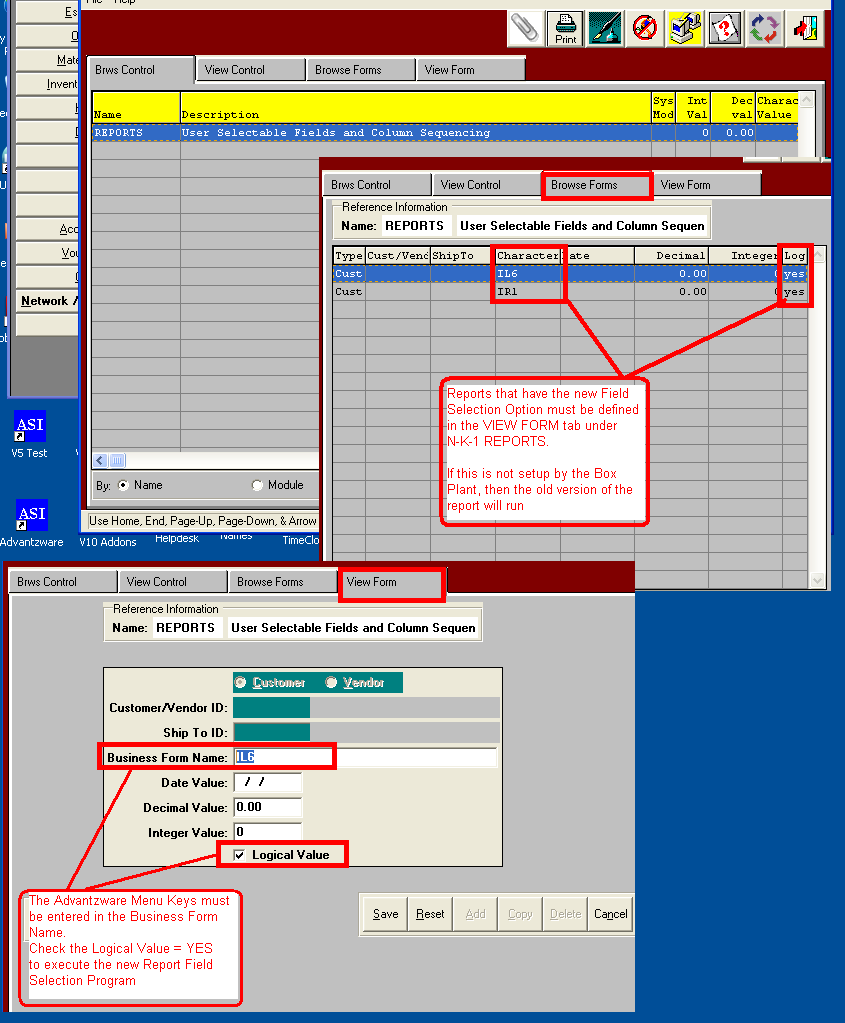 File Help
Es
O
Mate
Invent
Acc
Vou
Network /
Print
Brws Control
View Control
Browse Forms
View Form
Name Description Sys Mod Int Val Dec val Charac Value
REPORTS User Selectable Fields and Column Sequencing 0 0.00
By: Name Module
Use Home, End, Page-Up, Page-Down, & Arrow
ASI
V5 Test
ASI
Advantzware
V10 Addons
Helpdesk
Names
TimeClo
Brws Control
View Control
Browse Forms
View Form
Reference Information
Name: REPORTS User Selectable Fields and Column Sequen
Type Cust/Vend ShipTo Character Date Decimal Integer Log
Cust IL6 0.00 0 yes
Cust IR1 0.00 0 yes
Reports that have the new Field
Selection Option must be defined
in the VIEW FORM tab under
N-K-1 REPORTS.
If this is not setup by the Box
Plant, then the old version of the
report will run
Brws Control
View Control
Browse Forms
View Form
Reference Information
Name: REPORTS User Selectable Fields and Column Sequen
Customer Vendor
Customer/Vendor ID:
Ship To ID:
Business Form Name: IL6
Date Value: / /
Decimal Value: 0.00
Integer Value: 0
Logical Value
The Advantzware Menu Keys must
be entered in the Business Form
Name.
Check the Logical Value = YES
to execute the new Report Field
Selection Program
Save Reset Add Copy Delete Cancel